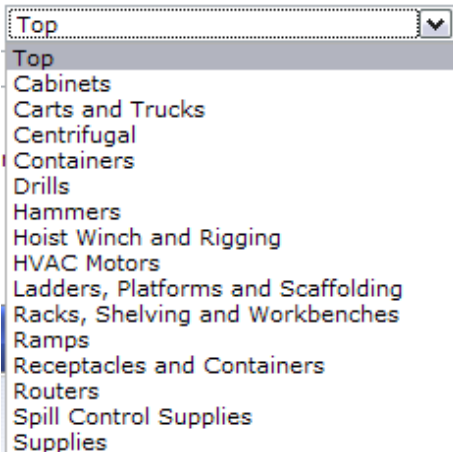 Top
Top
Cabinets
Carts and Trucks
Centrifugal
Containers
Drills
Hammers
Hoist Winch and Rigging
HVAC Motors
Ladders, Platforms and Scaffolding
Racks, Shelving and Workbenches
Ramps
Receptacles and Containers
Routers
Spill Control Supplies
Supplies